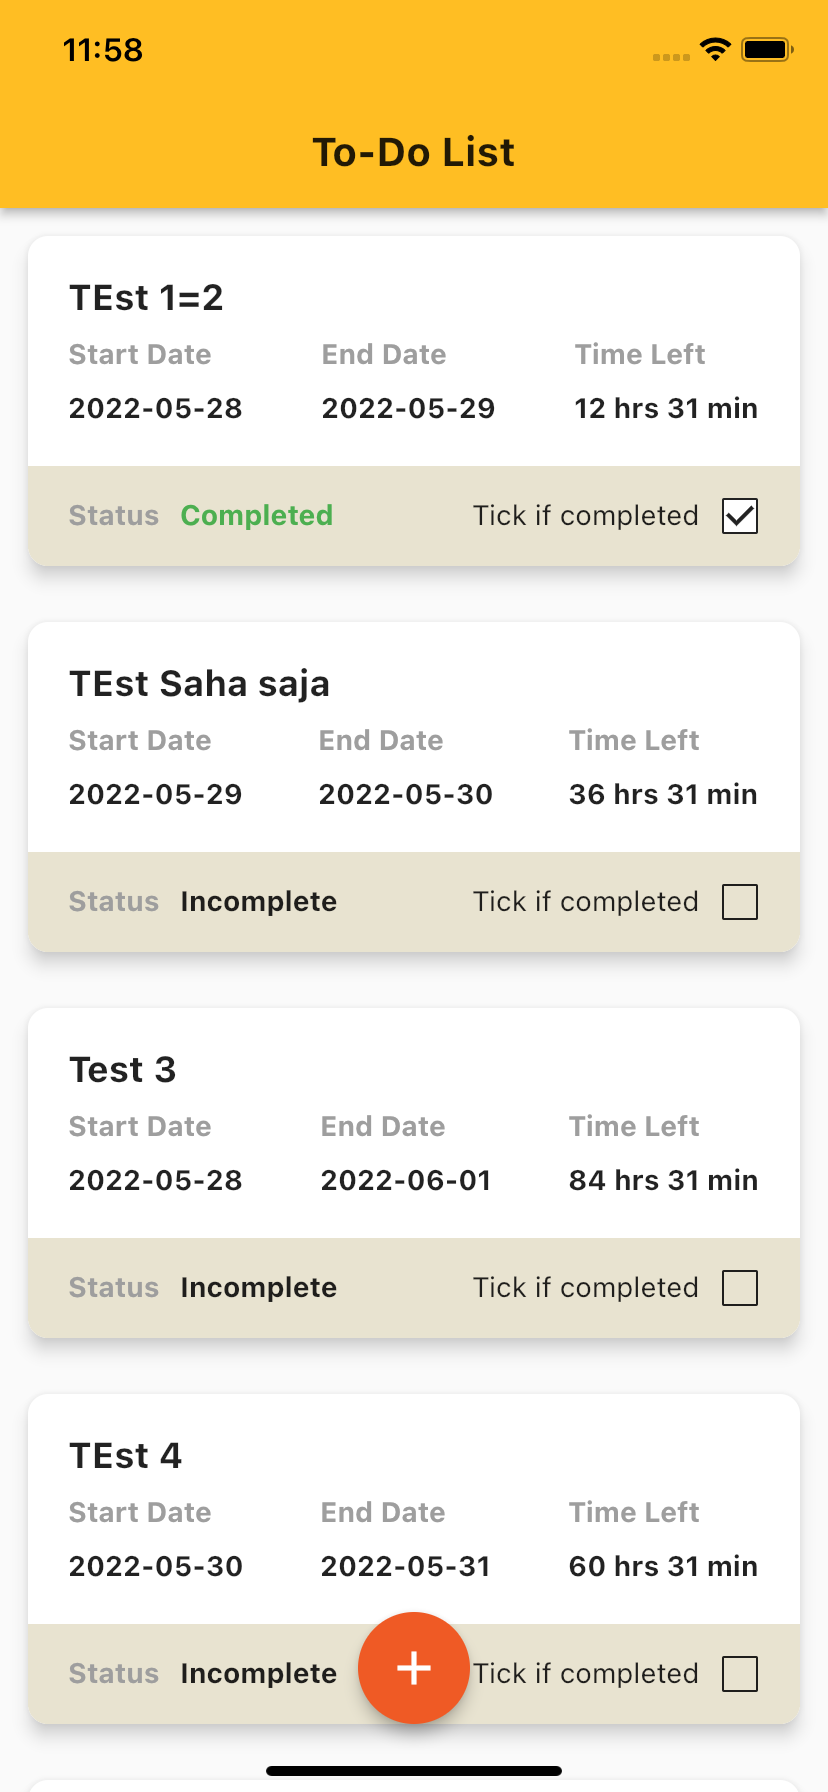 11:58
To-Do List
TEst 1=2
Start Date End Date Time Left
2022-05-28 2022-05-29 12 hrs 31 min
Status Completed Tick if completed
TEst Saha saja
Start Date End Date Time Left
2022-05-29 2022-05-30 36 hrs 31 min
Status Incomplete Tick if completed
Test 3
Start Date End Date Time Left
2022-05-28 2022-06-01 84 hrs 31 min
Status Incomplete Tick if completed
TEst 4
Start Date End Date Time Left
2022-05-30 2022-05-31 60 hrs 31 min
Status Incomplete Tick if completed